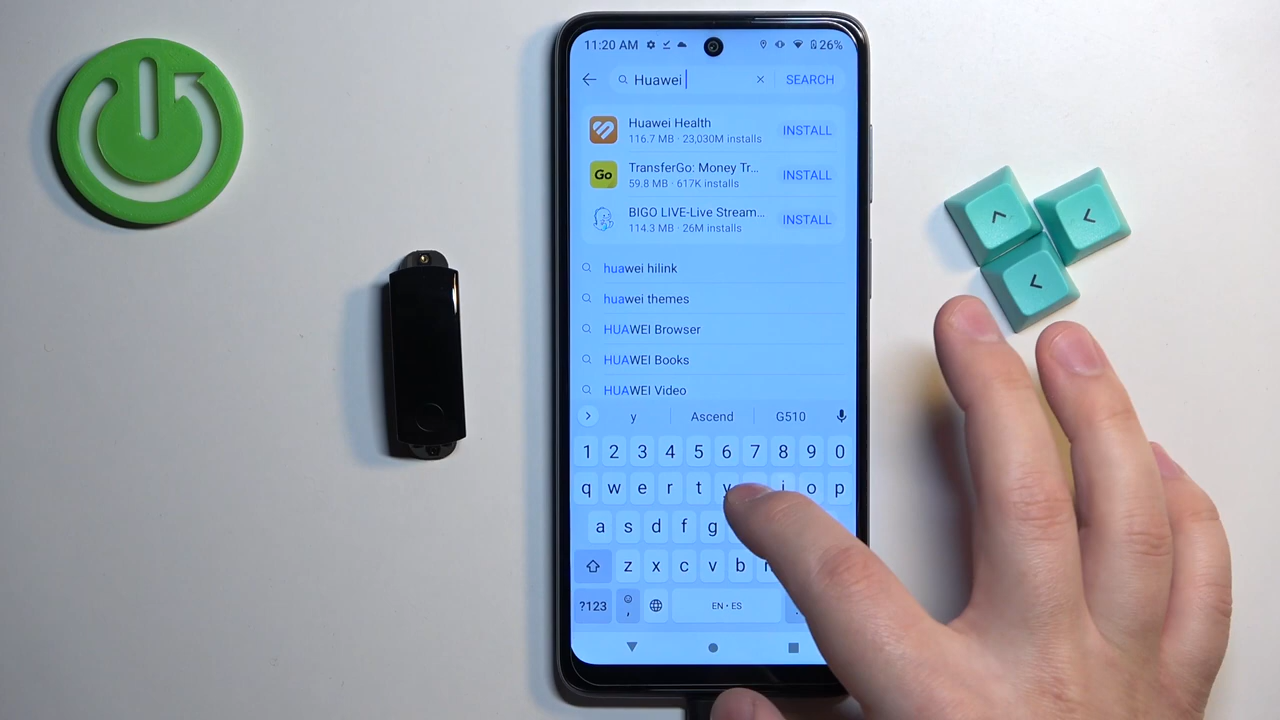 11:20 AM 26%
Huawei SEARCH
Huawei Health
116.7 MB · 23,030M installs INSTALL
Go TransferGo: Money Tr...
59.8 MB · 617K installs INSTALL
BIGO LIVE-Live Stream...
114.3 MB · 26M installs INSTALL
huawei hilink
huawei themes
HUAWEI Browser
HUAWEI Books
HUAWEI Video
y Ascend G510
1 2 3 4 5 6 7 8 9 0
q w e r t y i o p
a s d f g
z x c v b
?123 , EN • ES